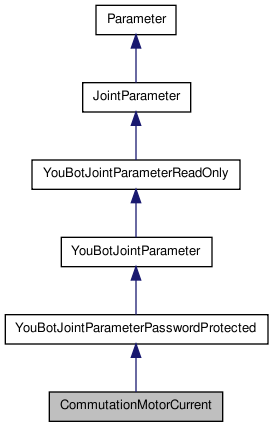 Parameter
JointParameter
YouBotJointParameterReadOnly
YouBotJointParameter
YouBotJointParameterPasswordProtected
CommutationMotorCurrent